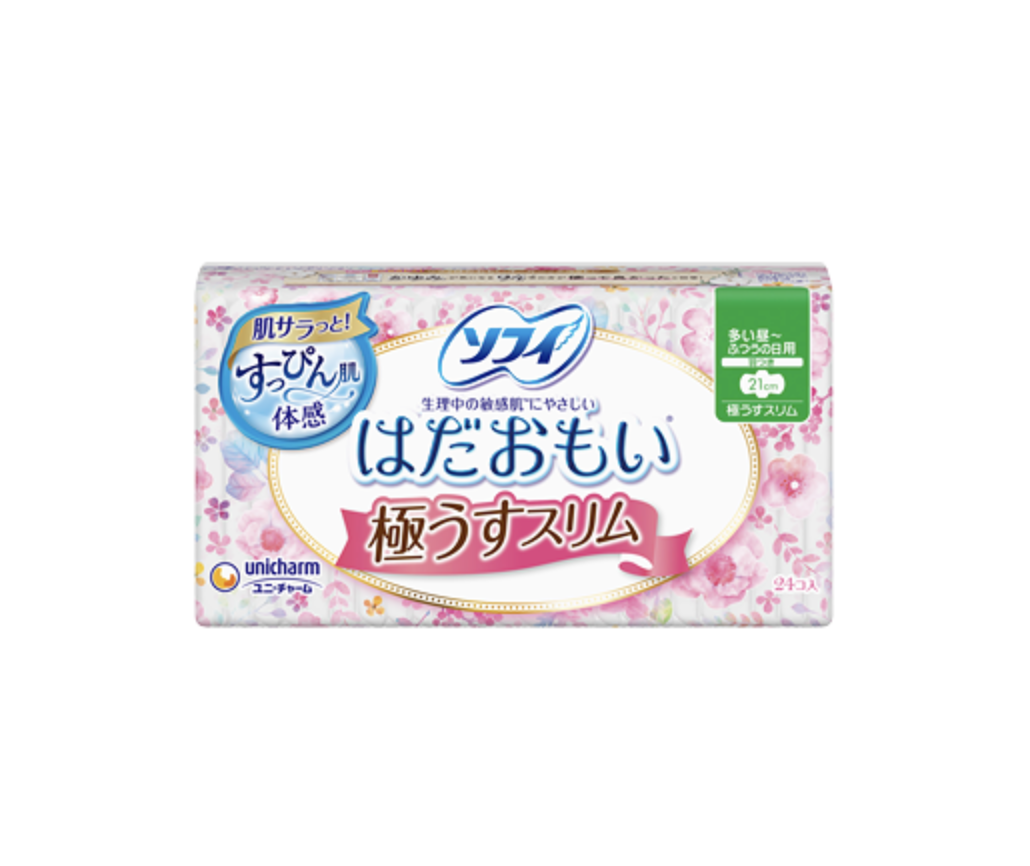 肌サラっと!
すっぴん肌
体感
ソフィ
生理中の敏感肌にやさしい
はだおもい
極うすスリム
多い昼～
ふつうの日用
羽つき
21cm
極うすスリム
unicharm
ユニ・チャーム
24コ入